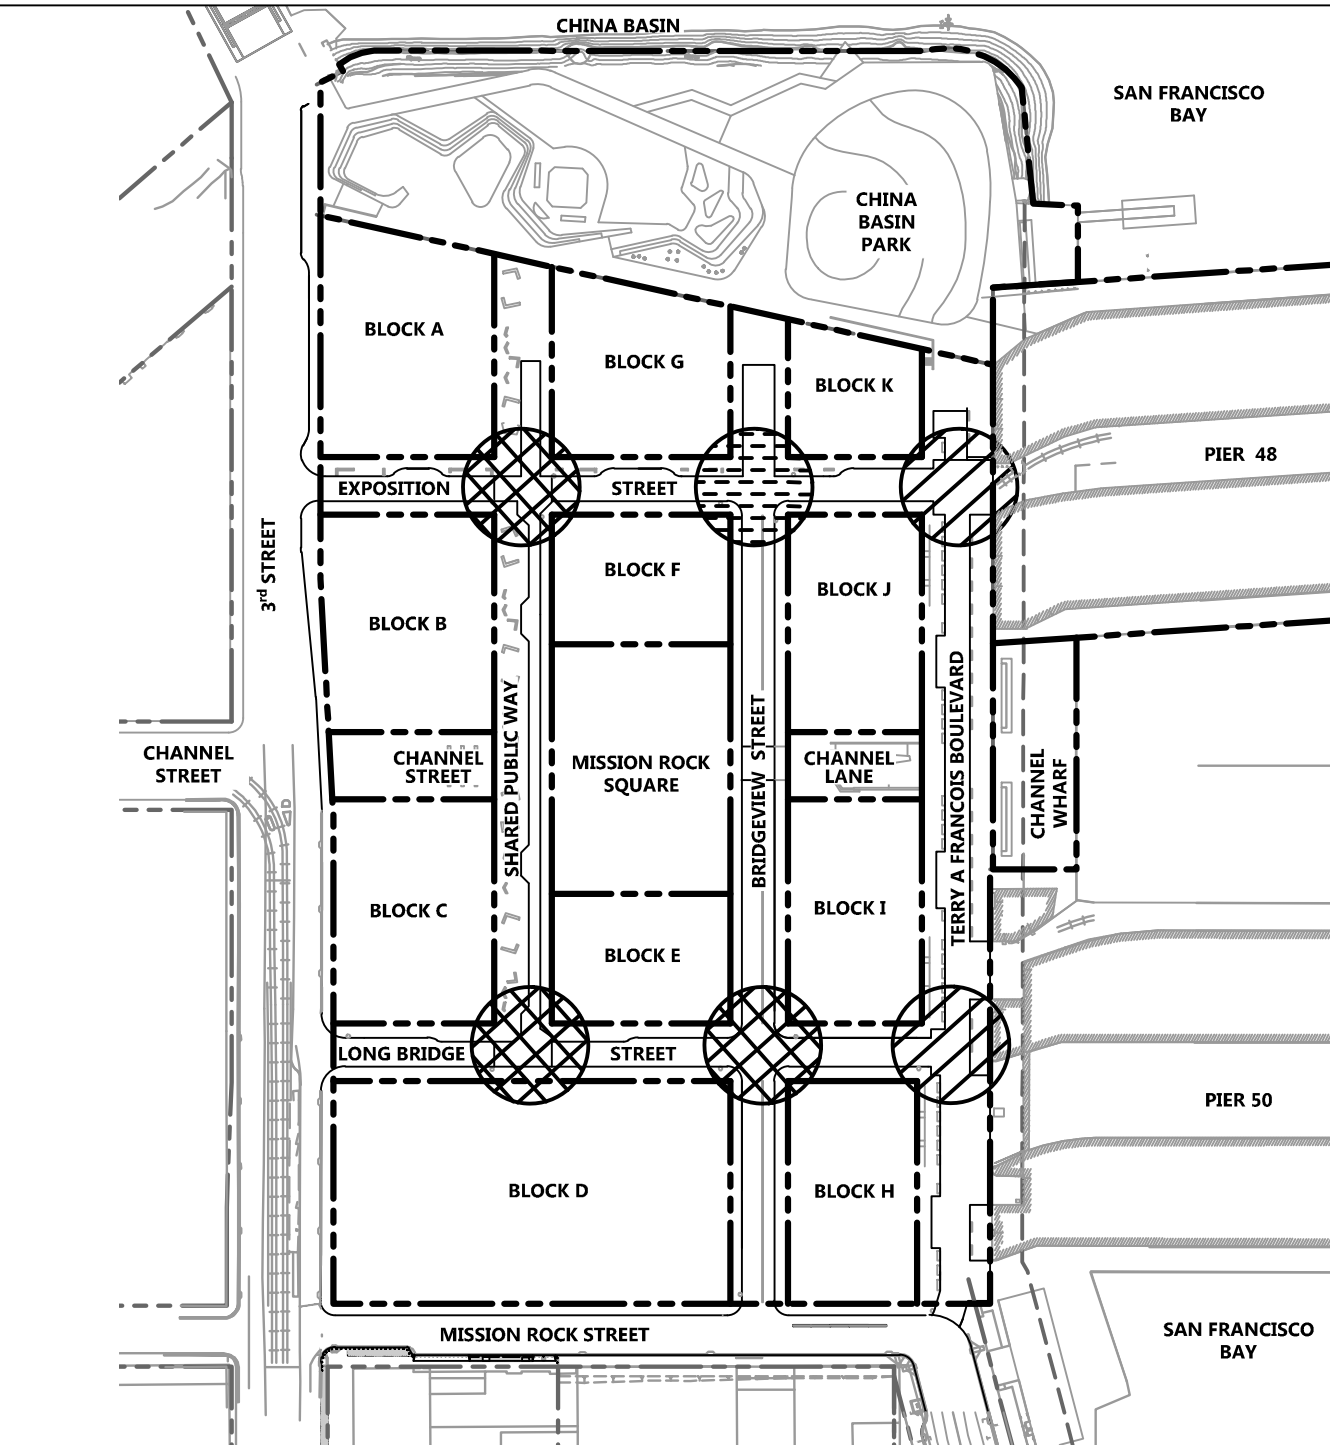 CHINA BASIN
SAN FRANCISCO
BAY
CHINA
BASIN
PARK
BLOCK A
BLOCK G
BLOCK K
PIER 48
EXPOSITION
STREET
3rd STREET
BLOCK F
BLOCK J
BLOCK B
SHARED PUBLIC WAY
BRIDGEVIEW STREET
TERRY A FRANCOIS BOULEVARD
CHANNEL
STREET
CHANNEL
STREET
MISSION ROCK
SQUARE
CHANNEL
LANE
CHANNEL
WHARF
BLOCK C
BLOCK I
BLOCK E
LONG BRIDGE
STREET
PIER 50
BLOCK D
BLOCK H
MISSION ROCK STREET
SAN FRANCISCO
BAY